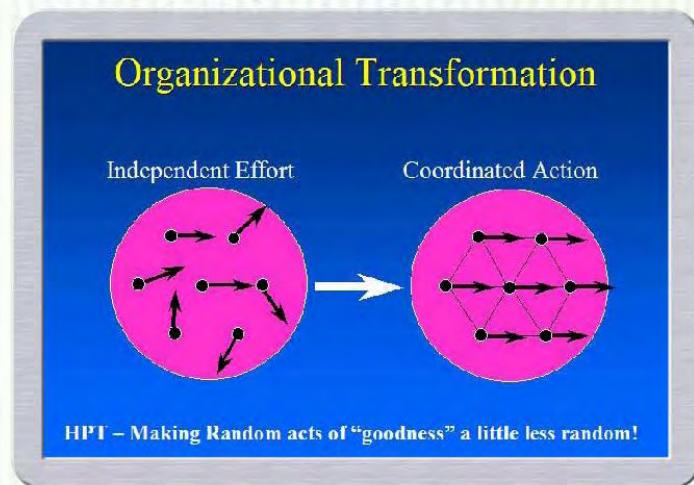 Organizational Transformation
Independent Effort
Coordinated Action
HPT – Making Random acts of “goodness” a little less random!